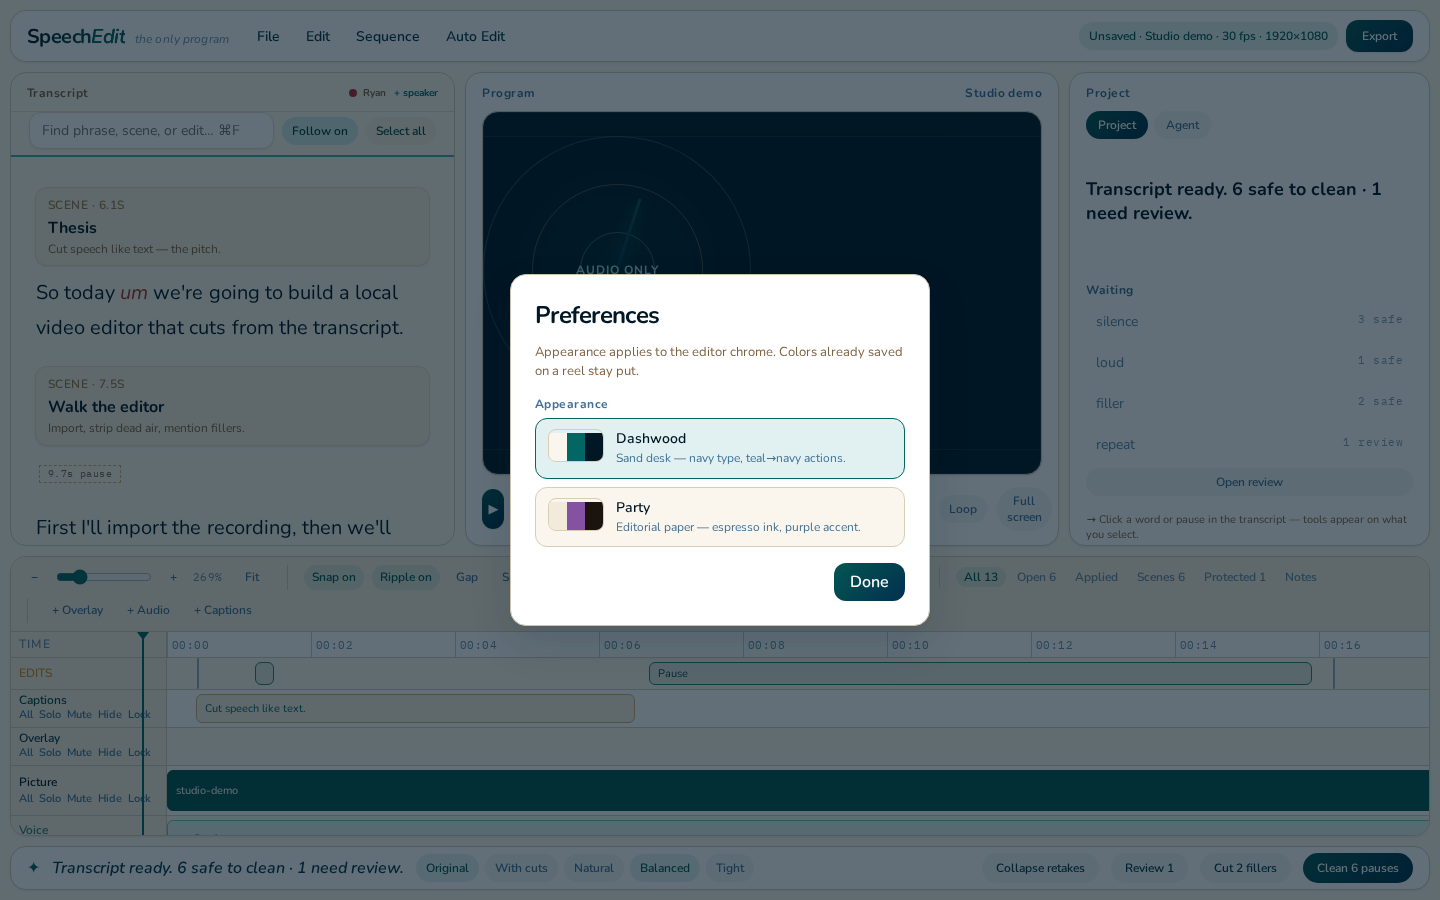 SpeechEdit the only program File Edit Sequence Auto Edit Unsaved · Studio demo · 30 fps · 1920×1080 Export
Transcript Ryan + speaker
Find phrase, scene, or edit... ⌘F Follow on Select all
SCENE · 6.1S
Thesis
Cut speech like text — the pitch.
So today um we're going to build a local
video editor that cuts from the transcript.
SCENE · 7.5S
Walk the editor
Import, strip dead air, mention fillers.
9.7s pause
First I'll import the recording, then we'll
Program Studio demo
AUDIO ONLY
Loop Full
screen
Project
Project Agent
Transcript ready. 6 safe to clean · 1
need review.
Waiting
silence 3 safe
loud 1 safe
filler 2 safe
repeat 1 review
Open review
→ Click a word or pause in the transcript — tools appear on what
you select.
Preferences
Appearance applies to the editor chrome. Colors already saved
on a reel stay put.
Appearance
Dashwood
Sand desk — navy type, teal→navy actions.
Party
Editorial paper — espresso ink, purple accent.
Done
− + 269% Fit Snap on Ripple on Gap All 13 Open 6 Applied Scenes 6 Protected 1 Notes
+ Overlay + Audio + Captions
TIME 00:00 00:02 00:04 00:06 00:08 00:10 00:12 00:14 00:16
EDITS Pause
Captions
All Solo Mute Hide Lock
Cut speech like text.
Overlay
All Solo Mute Hide Lock
Picture
All Solo Mute Hide Lock
studio-demo
Voice
✦ Transcript ready. 6 safe to clean · 1 need review. Original With cuts Natural Balanced Tight Collapse retakes Review 1 Cut 2 fillers Clean 6 pauses